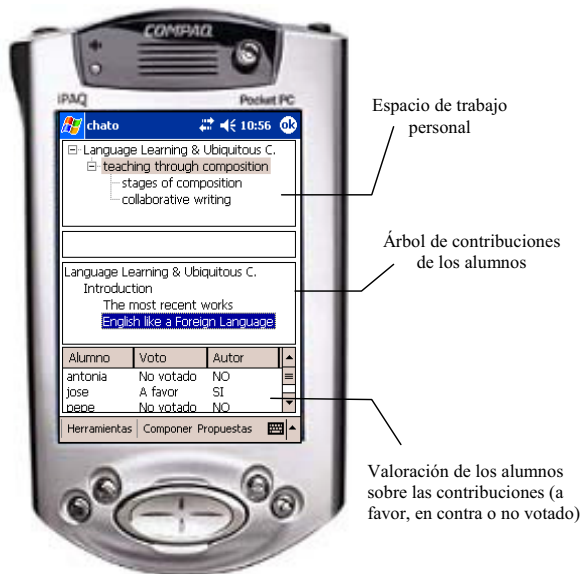 COMPAQ
iPAQ Pocket PC
chato 10:56 ok
Language Learning & Ubiquitous C.
teaching through composition
stages of composition
collaborative writing
Language Learning & Ubiquitous C.
Introduction
The most recent works
English like a Foreign Language
Alumno Voto Autor
antonia No votado NO
jose A favor SI
pepe No votado NO
Herramientas Componer Propuestas
Espacio de trabajo
personal
Árbol de contribuciones
de los alumnos
Valoración de los alumnos
sobre las contribuciones (a
favor, en contra o no votado)